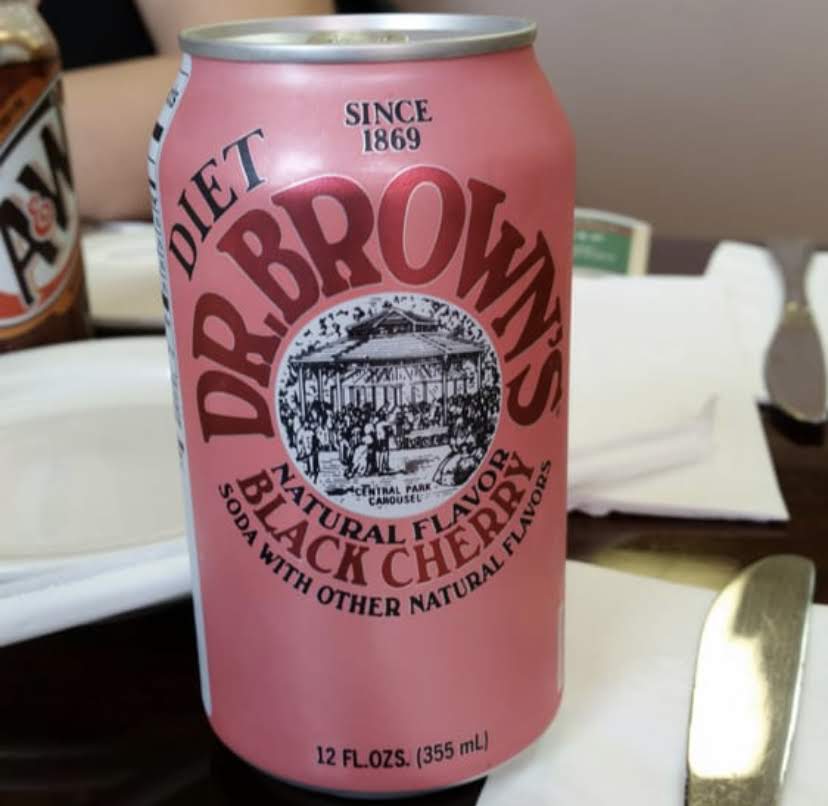 SINCE
1869
DIET
DR. BROWN'S
CENTRAL PARK
CAROUSEL
NATURAL FLAVOR
BLACK CHERRY
SODA WITH OTHER NATURAL FLAVORS
12 FL.OZS. (355 mL)
A&W